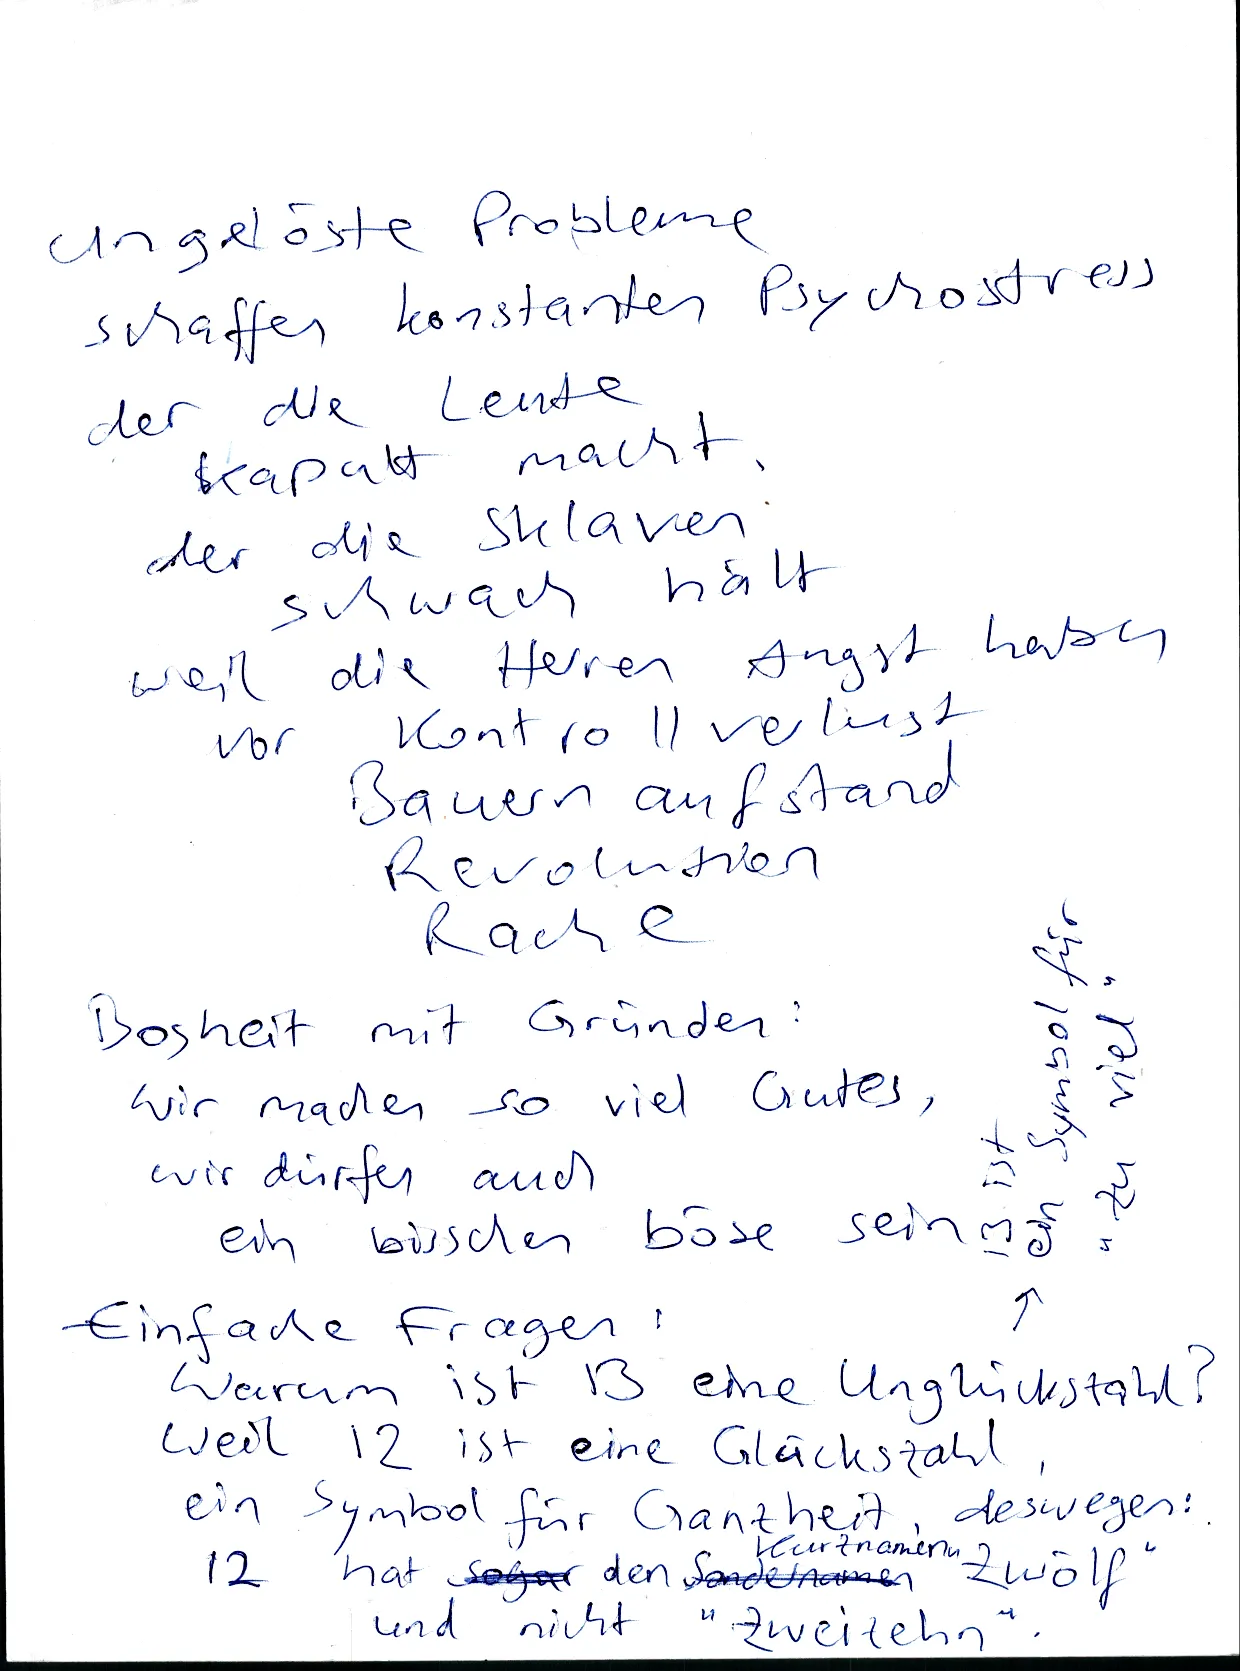 ungelöste Probleme
schaffen konstanten Psychostress
der die Leute
kaputt macht.
der die Sklaven
schwach hält
weil die Herren Angst haben
vor Kontrollverlust
Bauernaufstand
Revolution
Rache
Bosheit mit Gründen:
wir machen so viel Gutes,
wir dürfen auch
ein bisschen böse sein
Einfache Fragen:
Warum ist 13 eine Unglückszahl?
weil 12 ist eine Glückszahl,
ein Symbol für Ganzheit, deswegen:
12 hat sogar den Sondernamen Kurznamen "Zwölf"
und nicht "Zweizehn".
↑
13 ist
ein Symbol für
"zu viel"